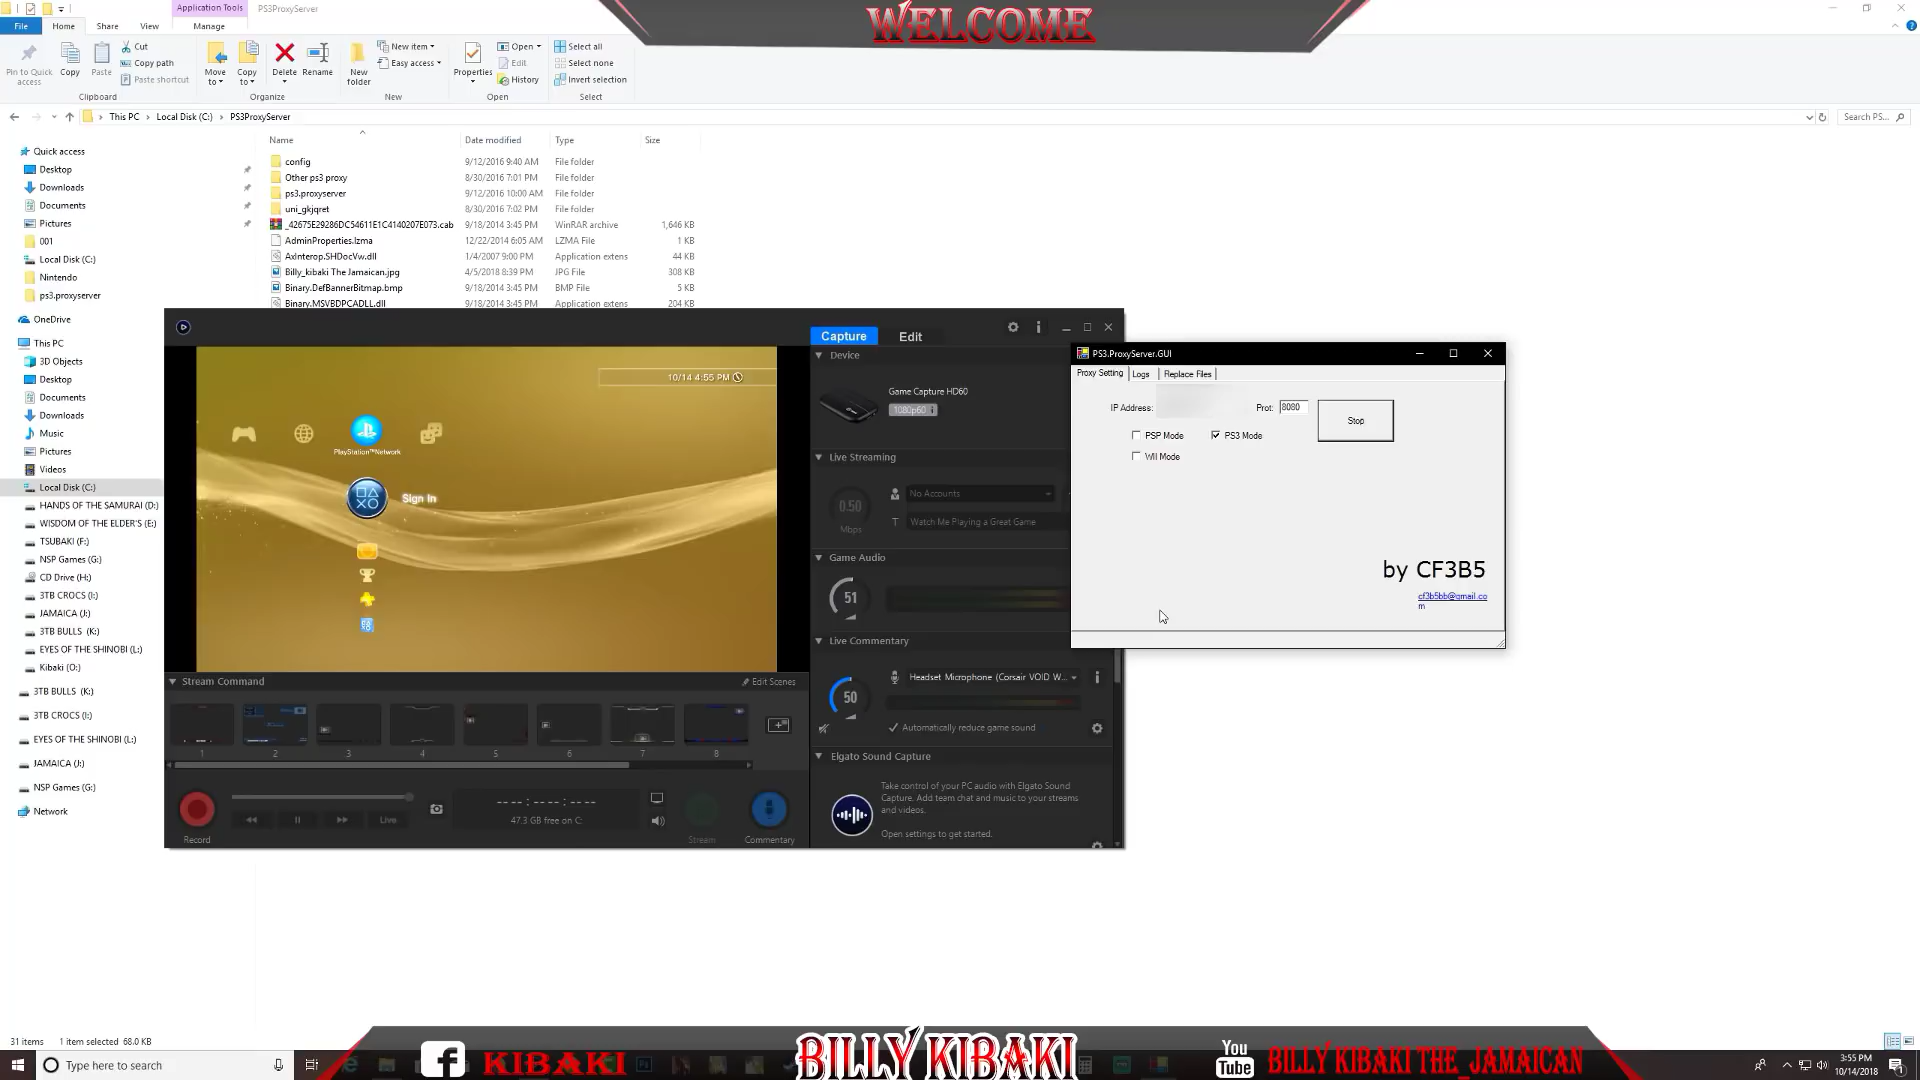 Application Tools
PS3ProxyServer
WELCOME
File
Home
Share
View
Manage
Pin to Quick access
Copy
Paste
Cut
Copy path
Paste shortcut
Move to
Copy to
Delete
Rename
New folder
New item
Easy access
Properties
Open
Edit
History
Select all
Select none
Invert selection
Clipboard
Organize
New
Open
Select
This PC
Local Disk (C:)
PS3ProxyServer
Search PS...
Name
Date modified
Type
Size
config 9/12/2016 9:40 AM File folder
Other ps3 proxy 8/30/2016 7:01 PM File folder
ps3.proxyserver 9/12/2016 10:00 AM File folder
uni_gkjqret 8/30/2016 7:02 PM File folder
_42675E29286DC54611E1C4140207E073.cab 9/18/2014 3:45 PM WinRAR archive 1,646 KB
AdminProperties.lzma 12/22/2014 6:05 AM LZMA File 1 KB
AxInterop.SHDocVw.dll 1/4/2007 9:00 PM Application extens 44 KB
Billy_kibaki The Jamaican.jpg 4/5/2018 8:39 PM JPG File 308 KB
Binary.DefBannerBitmap.bmp 9/18/2014 3:45 PM BMP File 5 KB
Binary.MSVBDPCADLL.dll 9/18/2014 3:45 PM Application extens 204 KB
Quick access
Desktop
Downloads
Documents
Pictures
001
Local Disk (C:)
Nintendo
ps3.proxyserver
OneDrive
This PC
3D Objects
Desktop
Documents
Downloads
Music
Pictures
Videos
Local Disk (C:)
HANDS OF THE SAMURAI (D:)
WISDOM OF THE ELDER'S (E:)
TSUBAKI (F:)
NSP Games (G:)
CD Drive (H:)
3TB CROCS (I:)
JAMAICA (J:)
3TB BULLS (K:)
EYES OF THE SHINOBI (L:)
Kibaki (O:)
3TB BULLS (K:)
3TB CROCS (I:)
EYES OF THE SHINOBI (L:)
JAMAICA (J:)
NSP Games (G:)
Network
10/14 4:55 PM
PlayStation™Network
Sign In
Capture
Edit
Device
Game Capture HD60
1080p60
Live Streaming
0.50
Mbps
No Accounts
T Watch Me Playing a Great Game
Game Audio
51
Live Commentary
50
Headset Microphone (Corsair VOID W...
Automatically reduce game sound
Elgato Sound Capture
Take control of your PC audio with Elgato Sound
Capture. Add team chat and music to your streams
and videos.
Open settings to get started.
Stream Command
Edit Scenes
1 2 3 4 5 6 7 8
-- -- : -- -- : -- --
47.3 GB free on C:
Live
Record
Stream
Commentary
PS3.ProxyServer.GUI
Proxy Setting
Logs
Replace Files
IP Address:
Prot: 8080
Stop
PSP Mode
PS3 Mode
WII Mode
by CF3B5
cf3b5bb@gmail.co
m
31 items 1 item selected 68.0 KB
Type here to search
KIBAKI
BILLY KIBAKI
You
Tube
BILLY KIBAKI THE_JAMAICAN
3:55 PM
10/14/2018